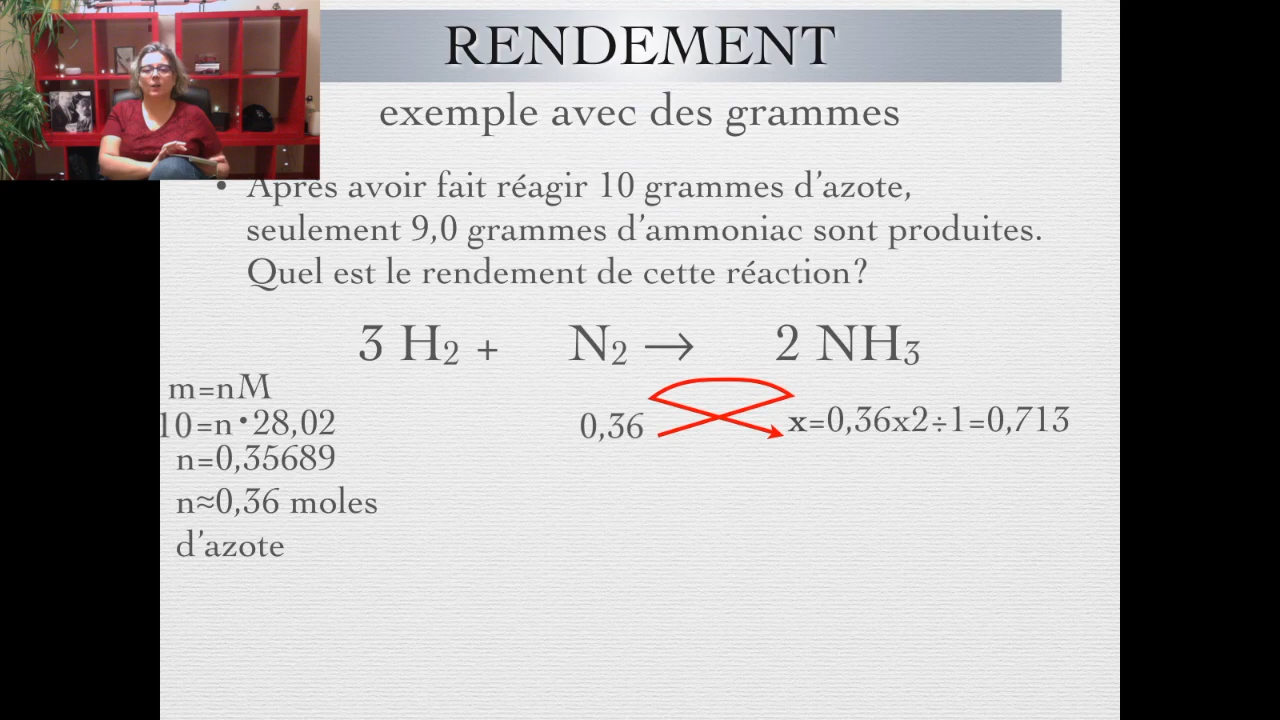 RENDEMENT
exemple avec des grammes
• Après avoir fait réagir 10 grammes d'azote,
seulement 9,0 grammes d'ammoniac sont produites.
Quel est le rendement de cette réaction?
3 H₂ + N₂ → 2 NH₃
m=nM
10=n•28,02
n=0,35689
n≈0,36 moles
d'azote
0,36
x=0,36x2÷1=0,713